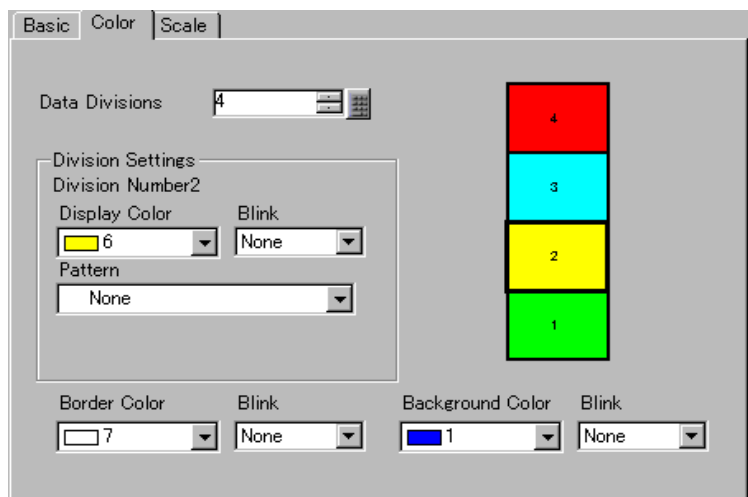 Basic Color Scale
Data Divisions 4
4
3
2
1
Division Settings
Division Number2
Display Color Blink
6 None
Pattern
None
Border Color Blink Background Color Blink
7 None 1 None